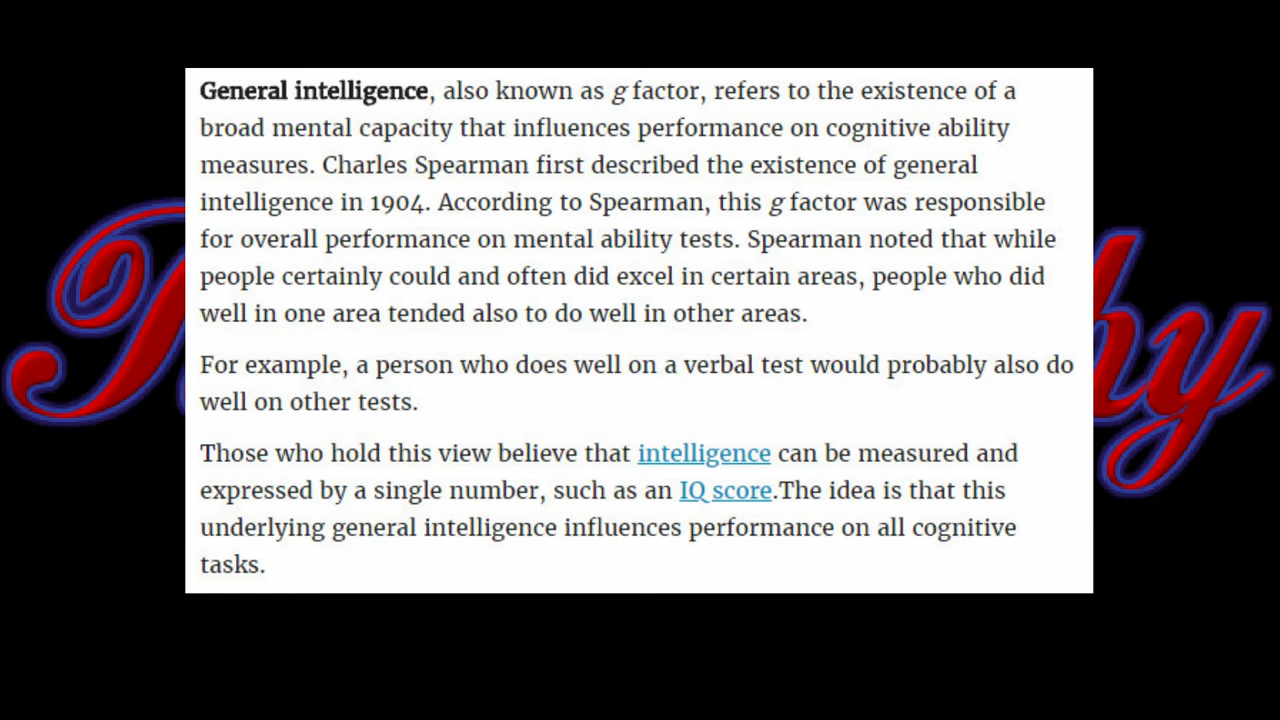 General intelligence, also known as g factor, refers to the existence of a
broad mental capacity that influences performance on cognitive ability
measures. Charles Spearman first described the existence of general
intelligence in 1904. According to Spearman, this g factor was responsible
for overall performance on mental ability tests. Spearman noted that while
people certainly could and often did excel in certain areas, people who did
well in one area tended also to do well in other areas.
For example, a person who does well on a verbal test would probably also do
well on other tests.
Those who hold this view believe that intelligence can be measured and
expressed by a single number, such as an IQ score.The idea is that this
underlying general intelligence influences performance on all cognitive
tasks.